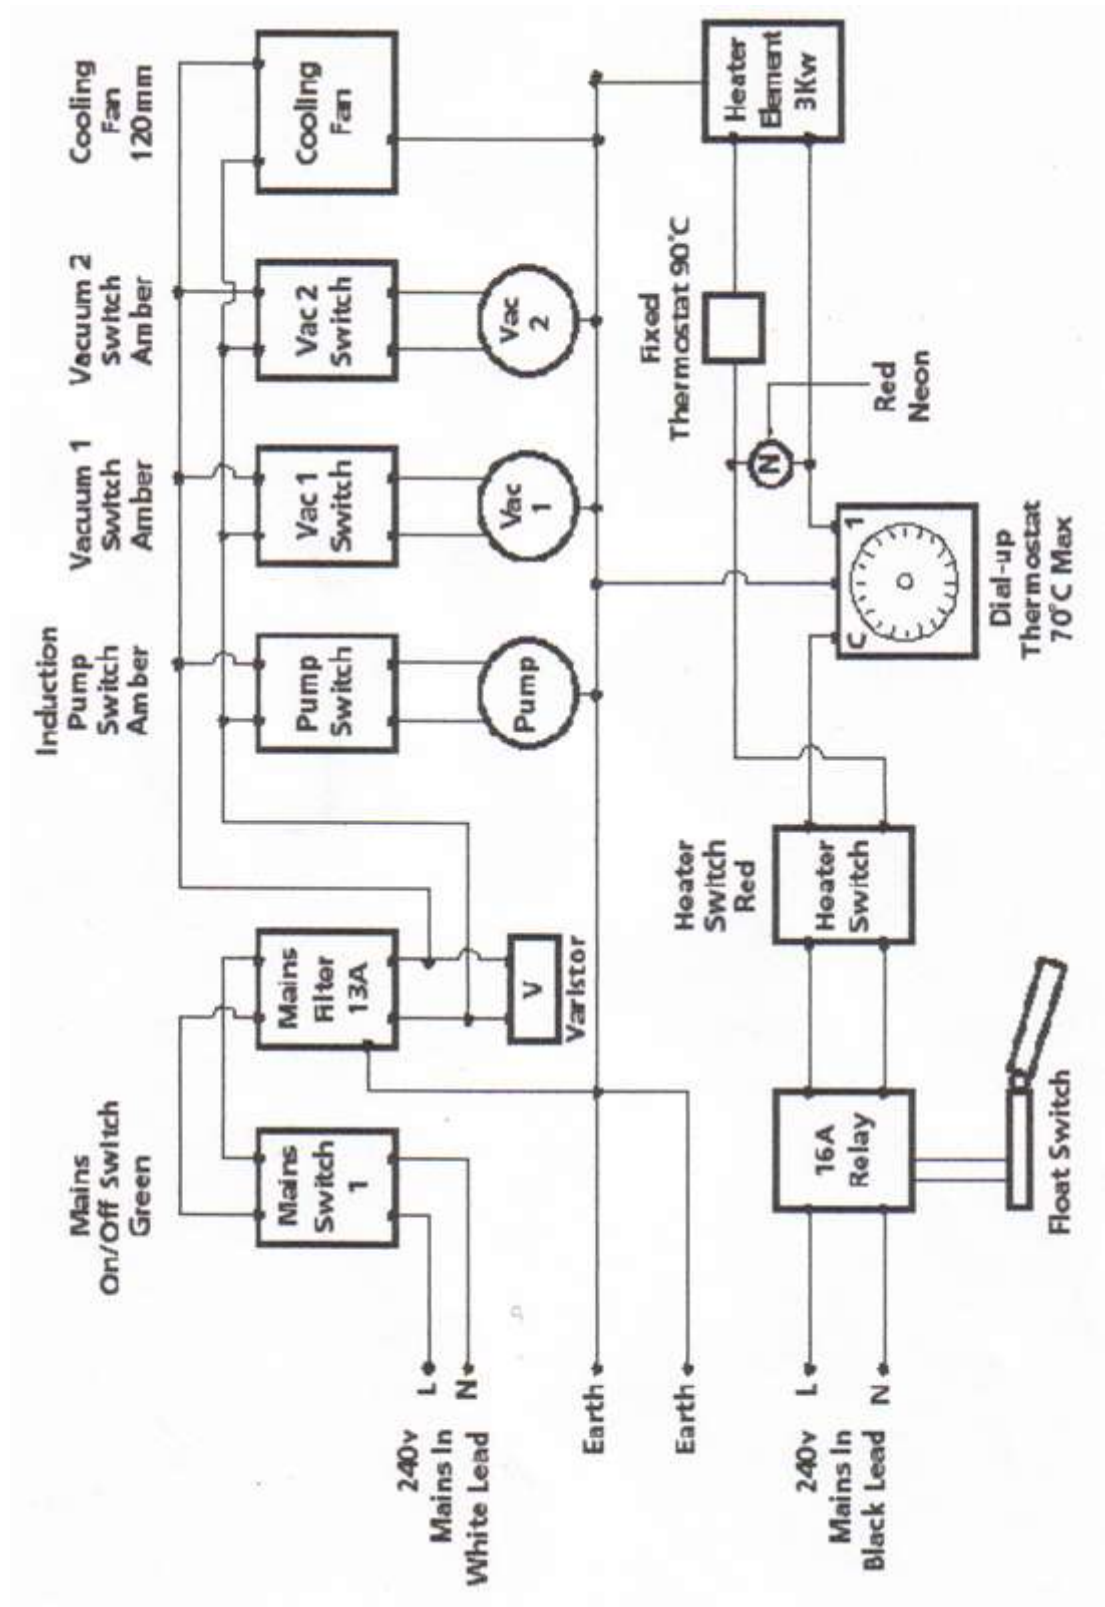 Mains
On/Off Switch
Green
Induction
Pump
Switch
Amber
Vacuum 1
Switch
Amber
Vacuum 2
Switch
Amber
Cooling
Fan
120mm
Mains
Switch
1
Mains
Filter
13A
Pump
Switch
Vac 1
Switch
Vac 2
Switch
Cooling
Fan
240v
Mains In
White Lead
L
N
V
Varistor
Pump
Vac
1
Vac
2
Earth
Earth
Heater
Switch
Red
Fixed
Thermostat 90°C
Heater
Element
3Kw
240v
Mains In
Black Lead
L
N
16A
Relay
Heater
Switch
N
Red
Neon
C
1
Dial-up
Thermostat
70°C Max
Float Switch